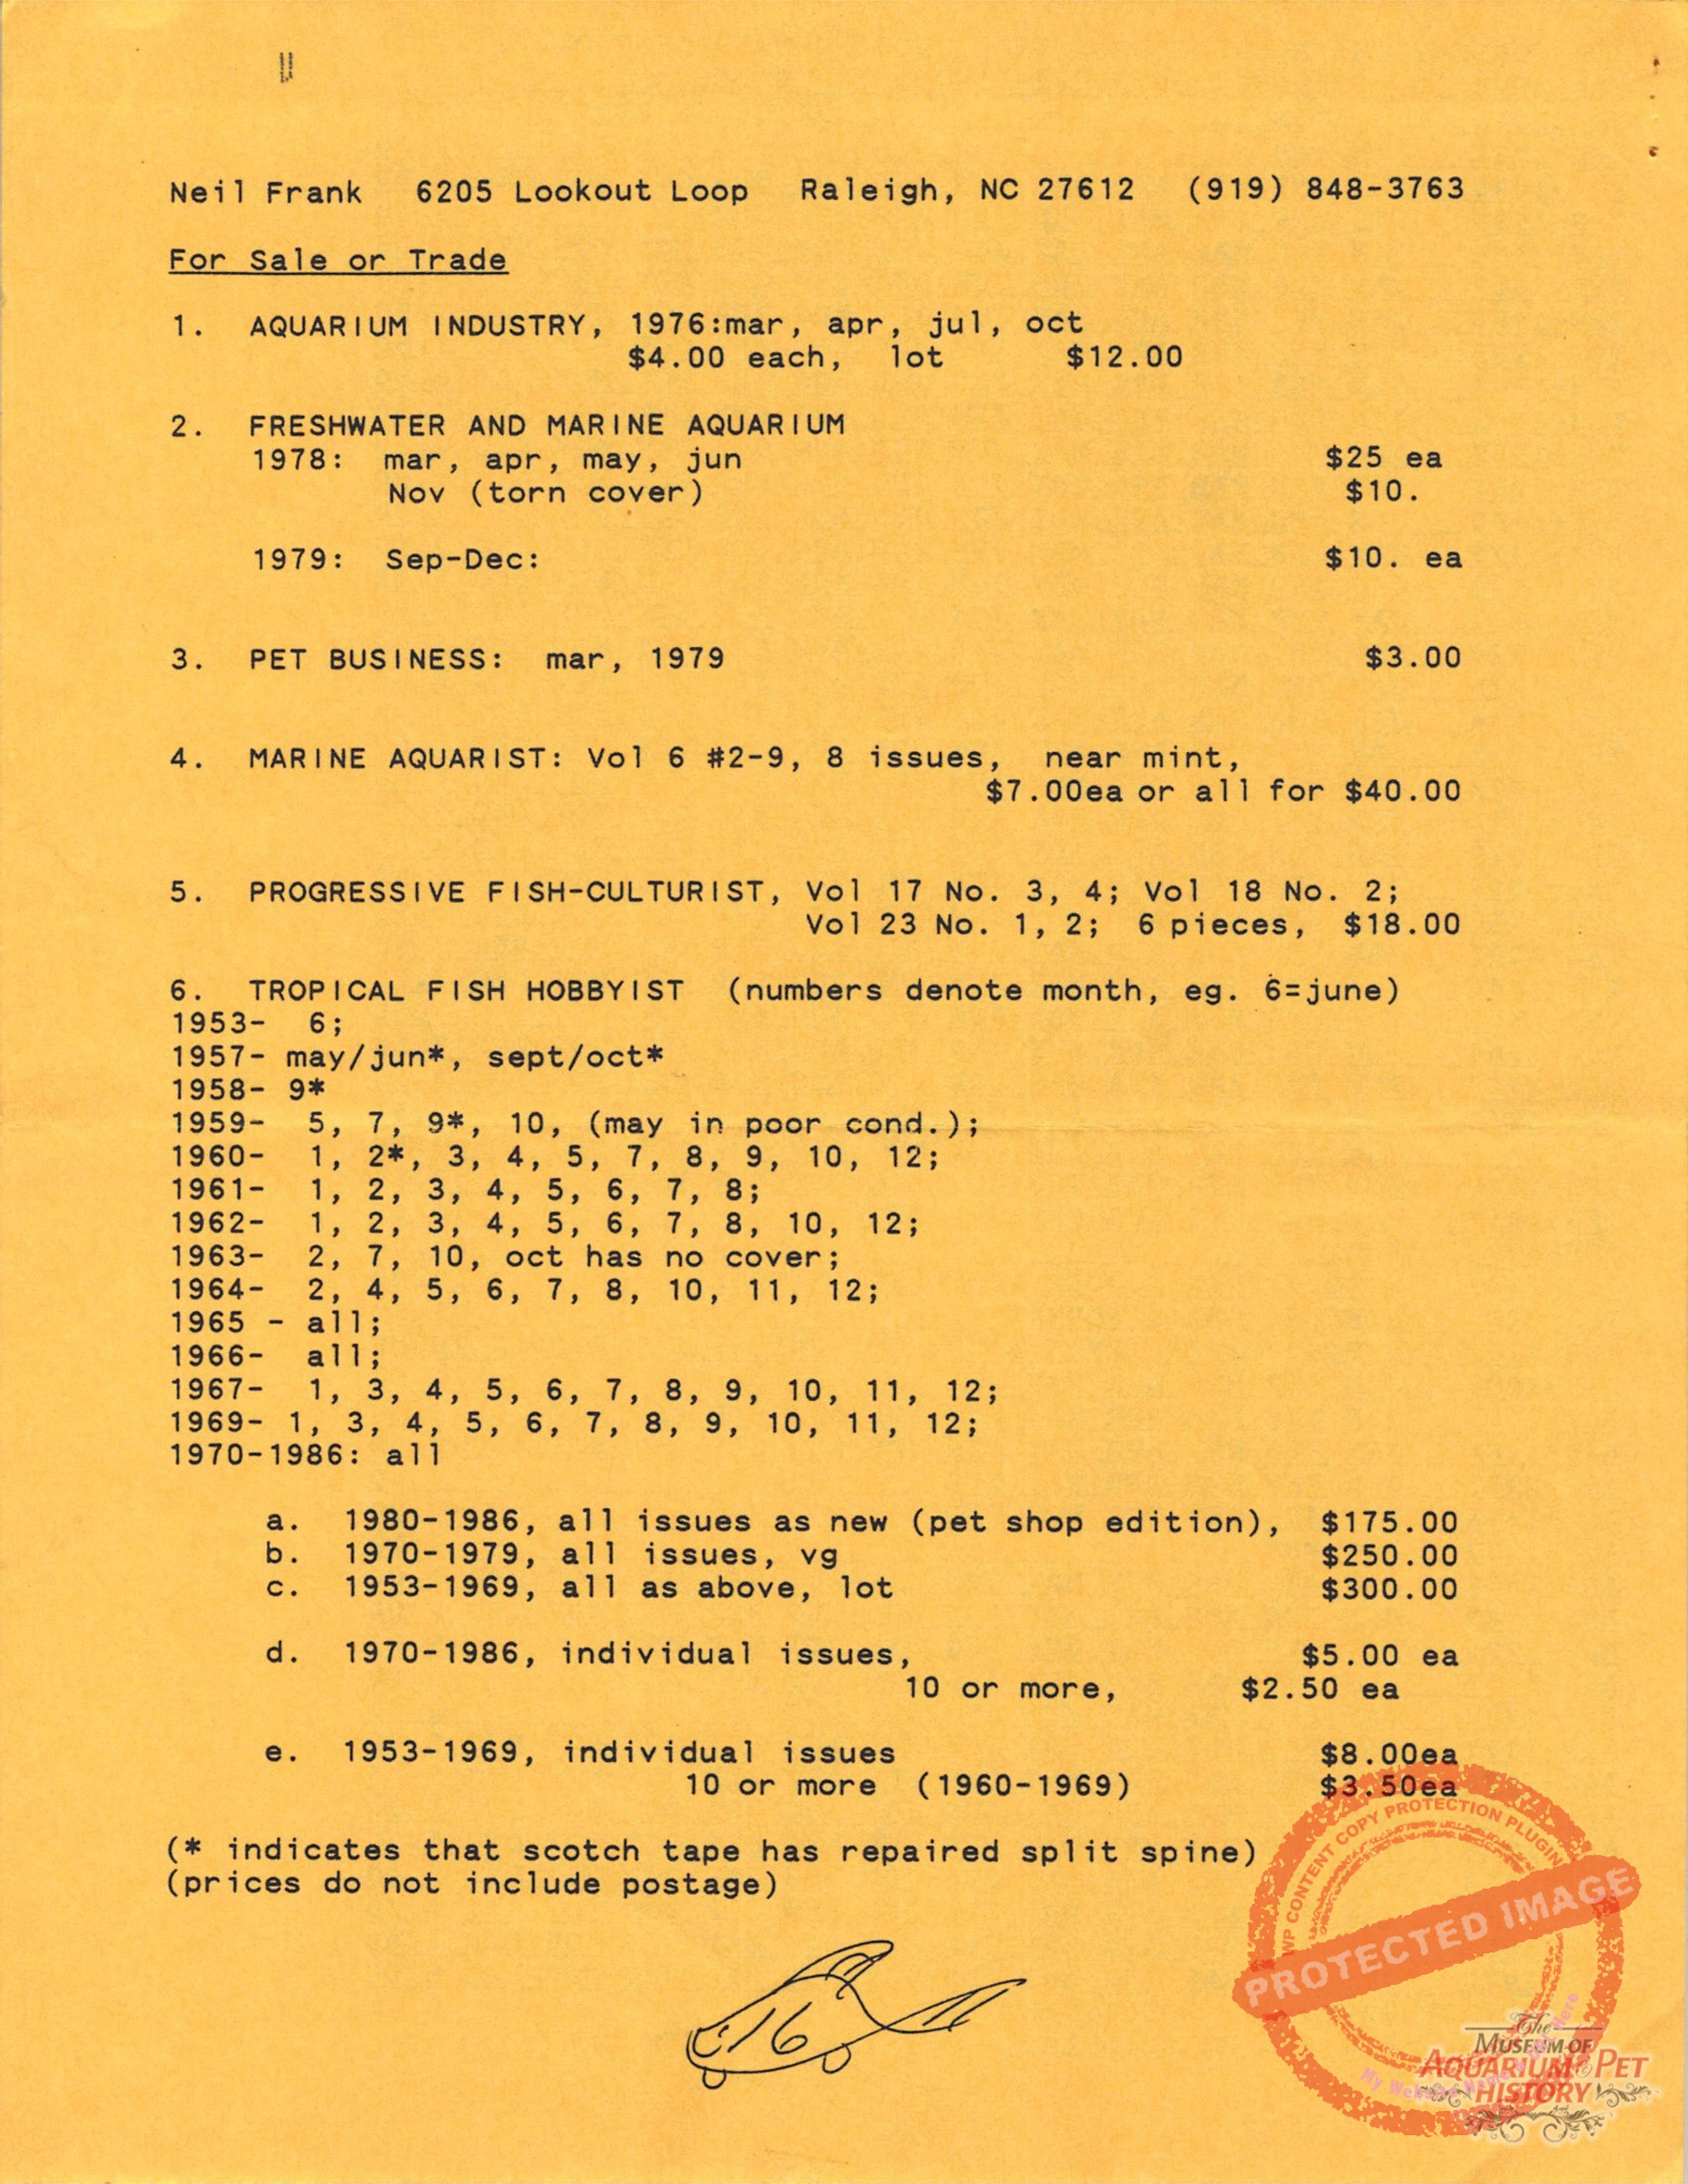 Neil Frank 6205 Lookout Loop Raleigh, NC 27612 (919) 848-3763
For Sale or Trade
1. AQUARIUM INDUSTRY, 1976:mar, apr, jul, oct
$4.00 each, lot $12.00
2. FRESHWATER AND MARINE AQUARIUM
1978: mar, apr, may, jun $25 ea
Nov (torn cover) $10.
1979: Sep-Dec: $10. ea
3. PET BUSINESS: mar, 1979 $3.00
4. MARINE AQUARIST: Vol 6 #2-9, 8 issues, near mint,
$7.00ea or all for $40.00
5. PROGRESSIVE FISH-CULTURIST, Vol 17 No. 3, 4; Vol 18 No. 2;
Vol 23 No. 1, 2; 6 pieces, $18.00
6. TROPICAL FISH HOBBYIST (numbers denote month, eg. 6=june)
1953- 6;
1957- may/jun*, sept/oct*
1958- 9*
1959- 5, 7, 9*, 10, (may in poor cond.);
1960- 1, 2*, 3, 4, 5, 7, 8, 9, 10, 12;
1961- 1, 2, 3, 4, 5, 6, 7, 8;
1962- 1, 2, 3, 4, 5, 6, 7, 8, 10, 12;
1963- 2, 7, 10, oct has no cover;
1964- 2, 4, 5, 6, 7, 8, 10, 11, 12;
1965 - all;
1966- all;
1967- 1, 3, 4, 5, 6, 7, 8, 9, 10, 11, 12;
1969- 1, 3, 4, 5, 6, 7, 8, 9, 10, 11, 12;
1970-1986: all
a. 1980-1986, all issues as new (pet shop edition), $175.00
b. 1970-1979, all issues, vg $250.00
c. 1953-1969, all as above, lot $300.00
d. 1970-1986, individual issues, $5.00 ea
10 or more, $2.50 ea
e. 1953-1969, individual issues $8.00ea
10 or more (1960-1969) $3.50ea
(* indicates that scotch tape has repaired split spine)
(prices do not include postage)
16
WP CONTENT COPY PROTECTION PLUGIN
PROTECTED IMAGE
My Website Name Here
The
MUSEUM OF
AQUARIUM & PET
HISTORY